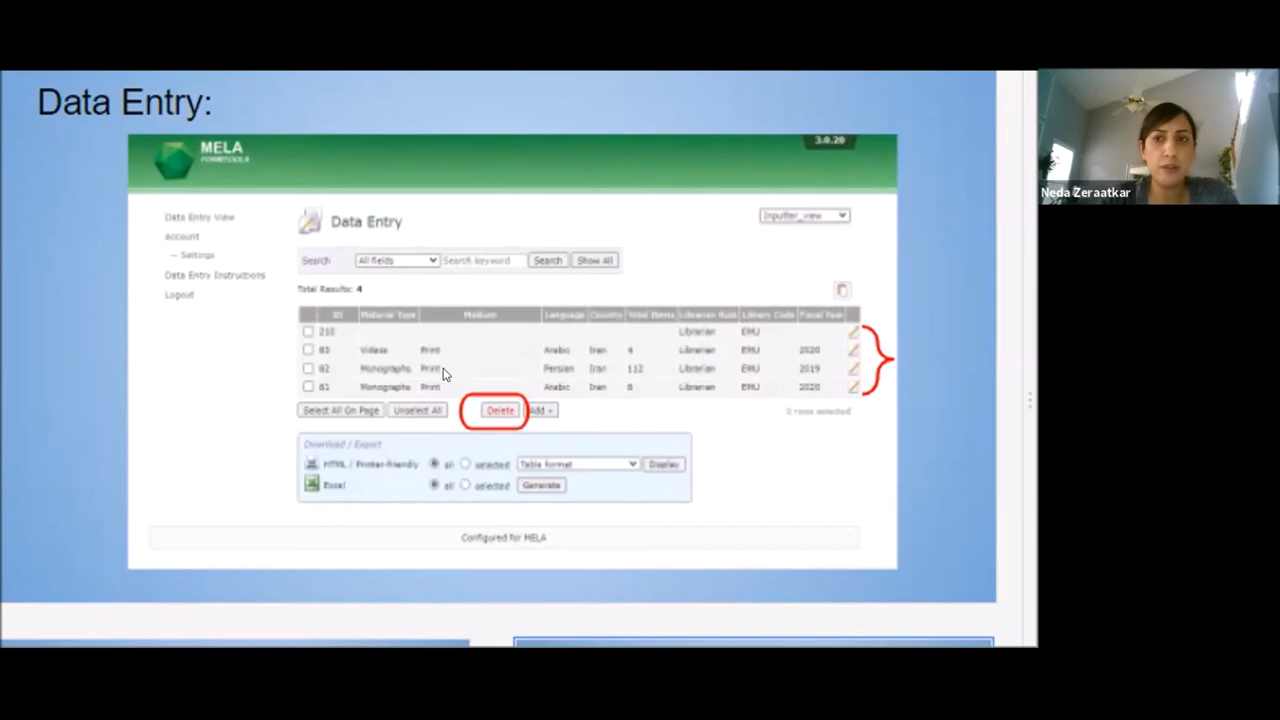 Data Entry:
MELA
FORMTOOLS
3.0.20
Neda Zeraatkar
Data Entry View
Account
— Settings
Data Entry Instructions
Logout
Data Entry
Inputter_view
Search All fields Search keyword Search Show All
Total Results: 4
ID Material Type Medium Language Country Total Items Librarian Role Library Code Fiscal Year
210 Librarian EMU
83 Videos Print Arabic Iran 4 Librarian EMU 2020
82 Monographs Print Persian Iran 112 Librarian EMU 2019
81 Monographs Print Arabic Iran 8 Librarian EMU 2020
Select All On Page Unselect All Delete Add »
0 rows selected
Download / Export
HTML / Printer-friendly all selected Table format Display
Excel all selected Generate
Configured for MELA